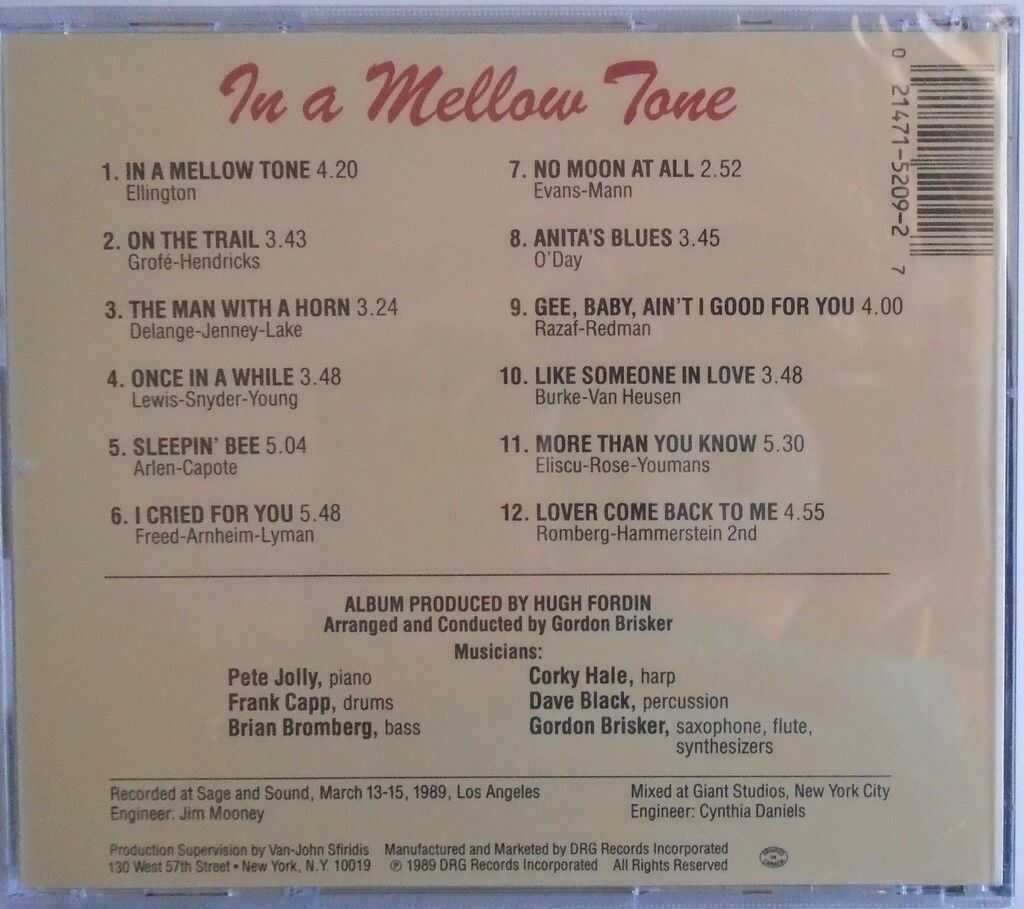 In a Mellow Tone
1. IN A MELLOW TONE 4.20
Ellington
2. ON THE TRAIL 3.43
Grofé-Hendricks
3. THE MAN WITH A HORN 3.24
Delange-Jenney-Lake
4. ONCE IN A WHILE 3.48
Lewis-Snyder-Young
5. SLEEPIN' BEE 5.04
Arlen-Capote
6. I CRIED FOR YOU 5.48
Freed-Arnheim-Lyman
7. NO MOON AT ALL 2.52
Evans-Mann
8. ANITA'S BLUES 3.45
O'Day
9. GEE, BABY, AIN'T I GOOD FOR YOU 4.00
Razaf-Redman
10. LIKE SOMEONE IN LOVE 3.48
Burke-Van Heusen
11. MORE THAN YOU KNOW 5.30
Eliscu-Rose-Youmans
12. LOVER COME BACK TO ME 4.55
Romberg-Hammerstein 2nd
0 21471-5209-2 7
ALBUM PRODUCED BY HUGH FORDIN
Arranged and Conducted by Gordon Brisker
Musicians:
Pete Jolly, piano
Frank Capp, drums
Brian Bromberg, bass
Corky Hale, harp
Dave Black, percussion
Gordon Brisker, saxophone, flute,
synthesizers
Recorded at Sage and Sound, March 13-15, 1989, Los Angeles
Engineer: Jim Mooney
Mixed at Giant Studios, New York City
Engineer: Cynthia Daniels
Production Supervision by Van-John Sfiridis
130 West 57th Street • New York, N.Y. 10019
Manufactured and Marketed by DRG Records Incorporated
℗ 1989 DRG Records Incorporated All Rights Reserved